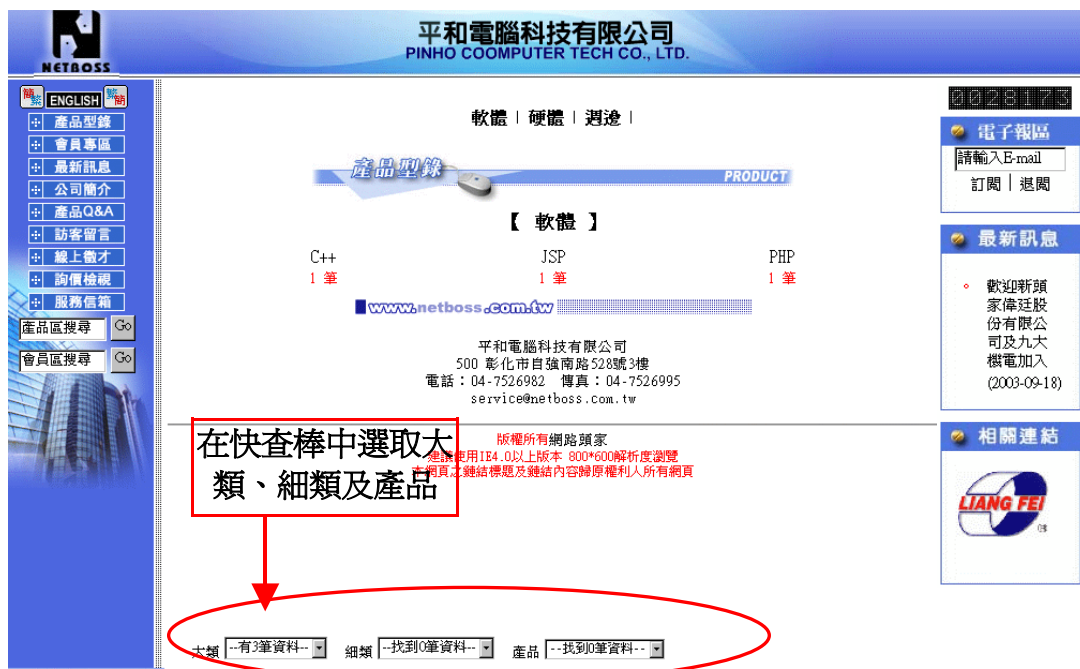 NETBOSS
平和電腦科技有限公司
PINHO COOMPUTER TECH CO., LTD.
簡繁 ENGLISH 繁簡
產品型錄
會員專區
最新訊息
公司簡介
產品Q&A
訪客留言
線上徵才
詢價檢視
服務信箱
產品區搜尋 Go
會員區搜尋 Go
軟體 | 硬體 | 週邊 |
產品型錄
PRODUCT
【 軟體 】
C++ JSP PHP
1 筆 1 筆 1 筆
www.netboss.com.tw
平和電腦科技有限公司
500 彰化市自強南路528號3樓
電話：04-7526982 傳真：04-7526995
service@netboss.com.tw
版權所有網路頭家
建議使用IE4.0以上版本 800*600解析度瀏覽
本網頁之鏈結標題及鏈結內容歸原權利人所有網頁
在快查棒中選取大
類、細類及產品
0028173
電子報區
請輸入E-mail
訂閱 | 退閱
最新訊息
歡迎新頭
家偉廷股
份有限公
司及九大
機電加入
(2003-09-18)
相關連結
LIANG FEI
大類 --有3筆資料-- 細類 --找到0筆資料-- 產品 --找到0筆資料--